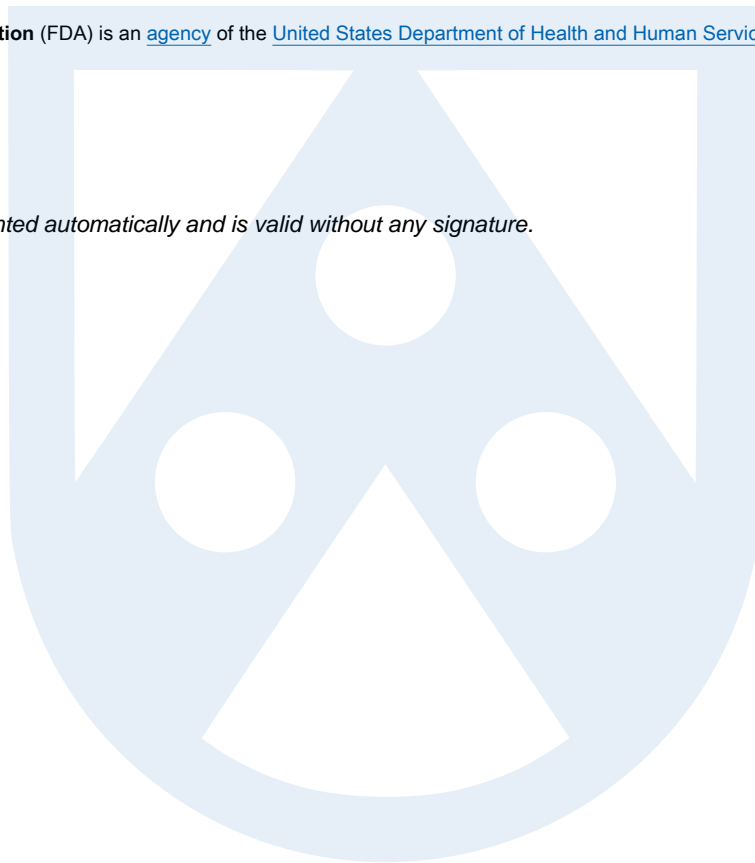 tion (FDA) is an agency of the United States Department of Health and Human Servic
nted automatically and is valid without any signature.